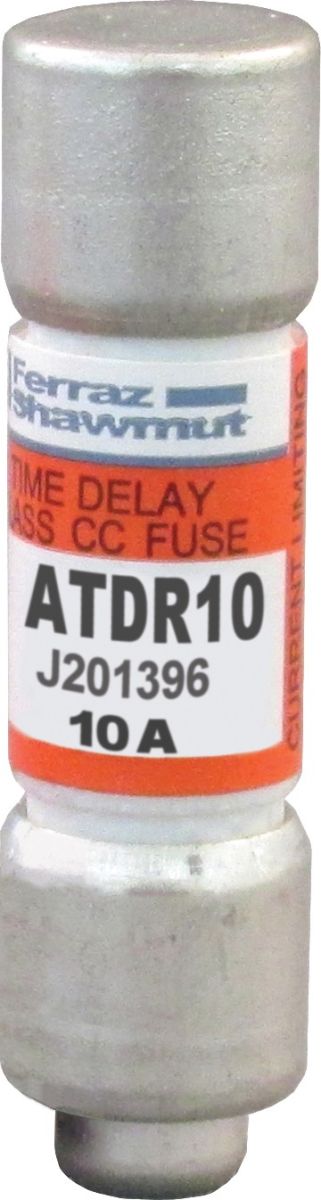 Ferraz
Shawmut
TIME DELAY
ASS CC FUSE
ATDR10
J201396
10 A
CURRENT LIMITING